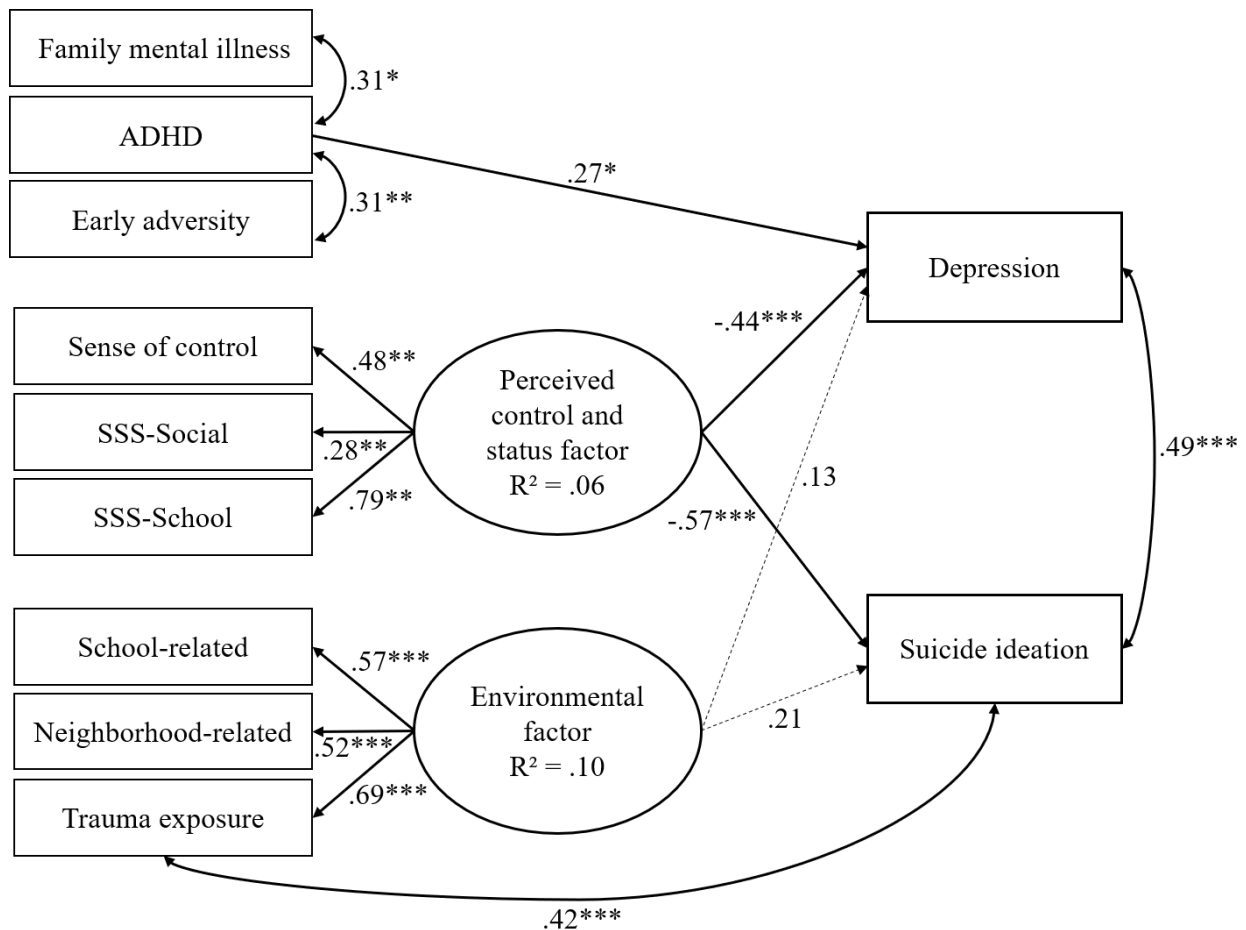 Family mental illness
.31*
ADHD
.27*
.31**
Early adversity
Depression
Sense of control
.48**
-.44***
Perceived
control and
status factor
R² = .06
SSS-Social
.28**
.49***
.13
SSS-School
.79**
-.57***
School-related
.57***
Suicide ideation
Environmental
factor
R² = .10
Neighborhood-related
.52***
.21
.69***
Trauma exposure
.42***